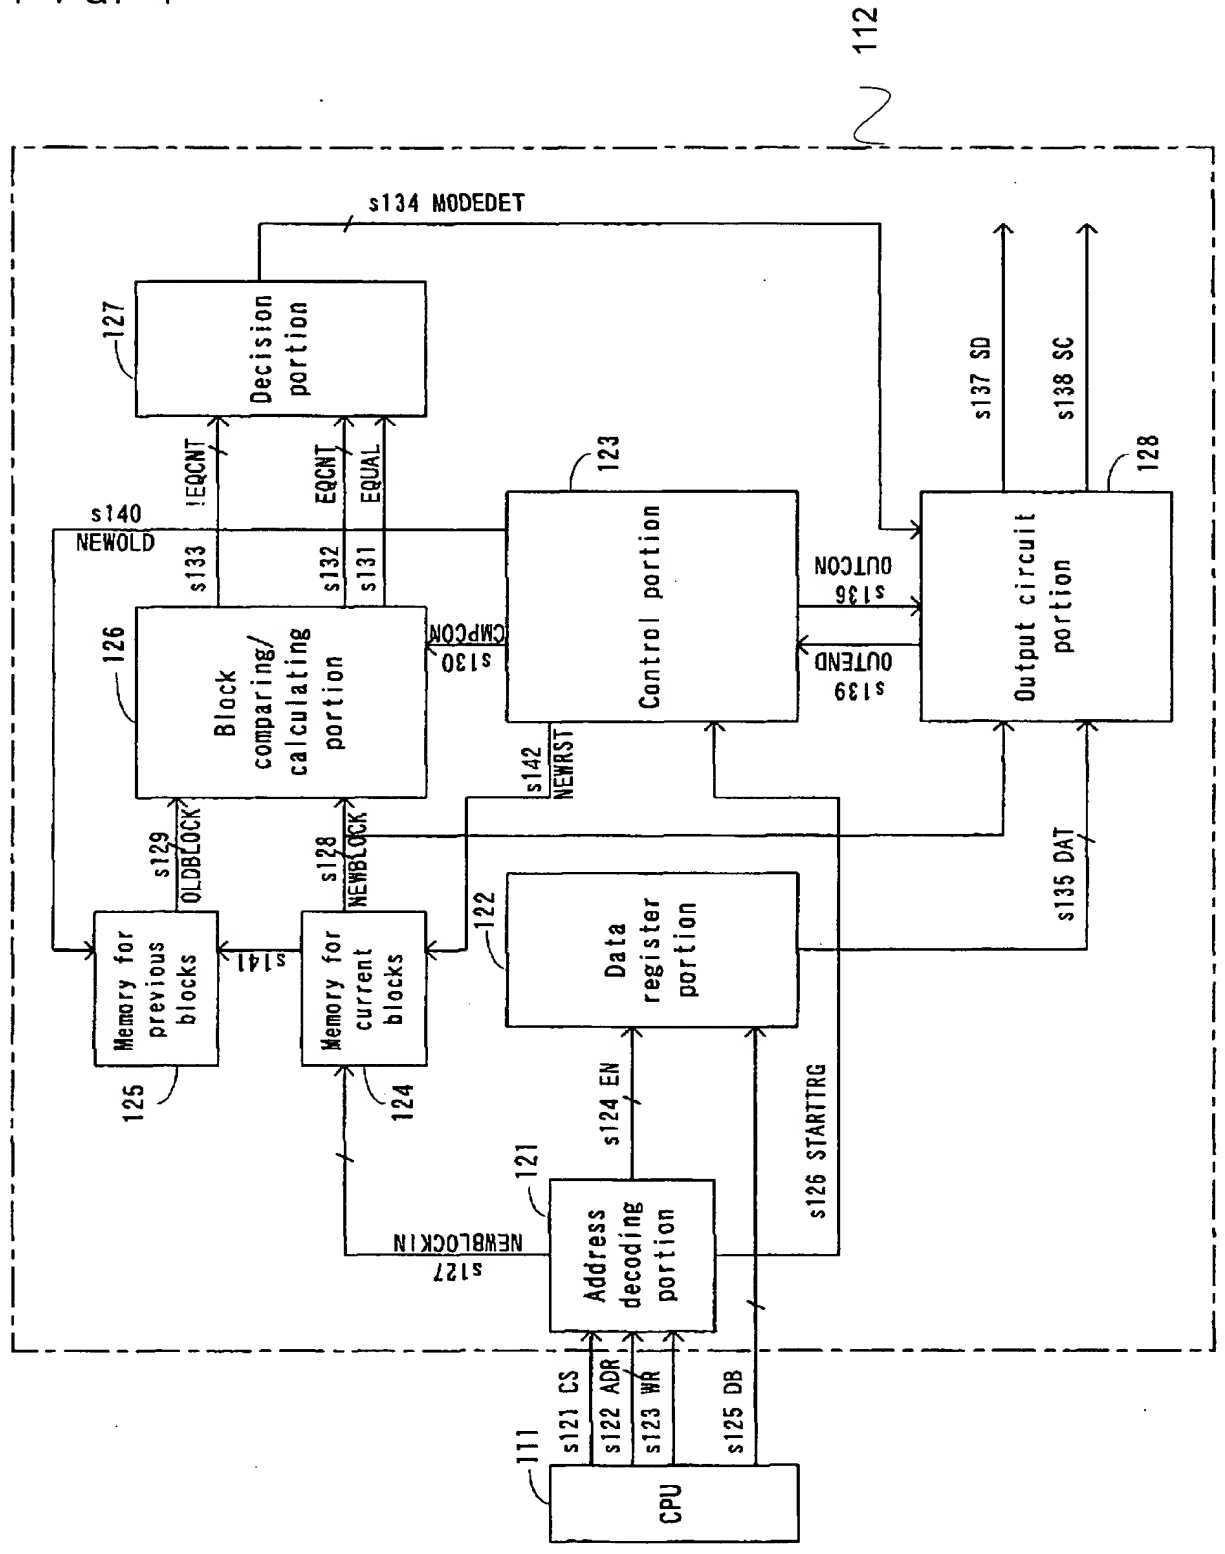 112
s134 MODEDET
127
Decision
portion
!EQCNT
EQCNT
EQUAL
s140
NEWOLD
s133
s132
s131
126
Block
comparing/
calculating
portion
s130
CMPCON
123
Control portion
s136
OUTCON
s139
OUTEND
s137 SD
s138 SC
128
Output circuit
portion
s129
OLDBLOCK
s128
NEWBLOCK
s142
NEWRST
125
Memory for
previous
blocks
s141
124
Memory for
current
blocks
122
Data
register
portion
s135 DAT
s124 EN
s126 STARTTRG
121
Address
decoding
portion
s127
NEWBLOCKIN
s121 CS
s122 ADR
s123 WR
s125 DB
111
CPU